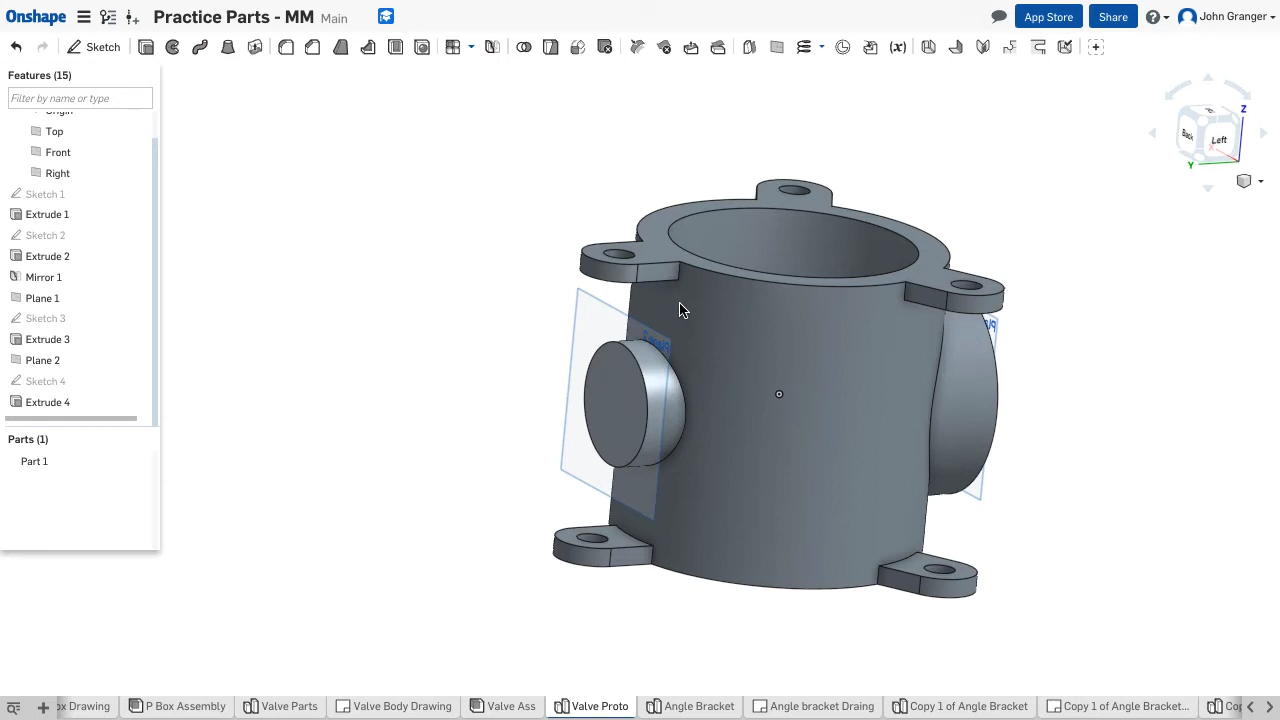 Onshape
Practice Parts - MM Main
App Store
Share
John Granger
Sketch
(x)
Features (15)
Filter by name or type
Origin
Top
Front
Right
Sketch 1
Extrude 1
Sketch 2
Extrude 2
Mirror 1
Plane 1
Sketch 3
Extrude 3
Plane 2
Sketch 4
Extrude 4
Parts (1)
Part 1
Z
Back
Left
X
Y
ox Drawing
P Box Assembly
Valve Parts
Valve Body Drawing
Valve Ass
Valve Proto
Angle Bracket
Angle bracket Draing
Copy 1 of Angle Bracket
Copy 1 of Angle Bracket...